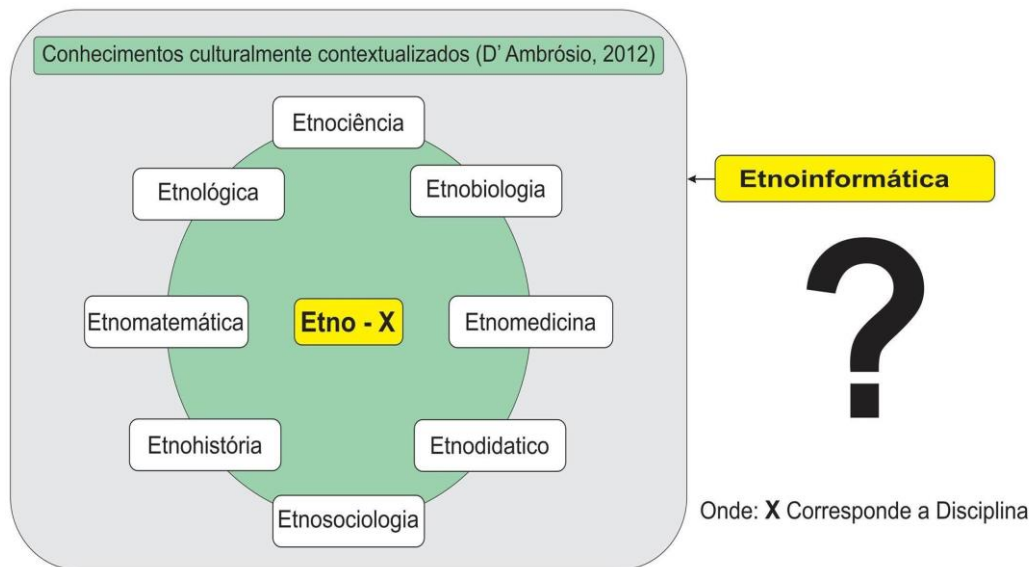 Conhecimentos culturalmente contextualizados (D' Ambrósio, 2012)
Etnociência
Etnológica
Etnobiologia
Etnoinformática
Etnomatemática
Etno - X
Etnomedicina
?
Etnohistória
Etnodidatico
Etnosociologia
Onde: X Corresponde a Disciplina